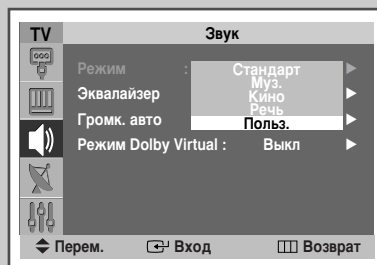 TV Звук
Режим : Стандарт
Муз.
Эквалайзер Кино
Речь
Громк. авто Польз.
Режим Dolby Virtual : Выкл
Перем. Вход Возврат